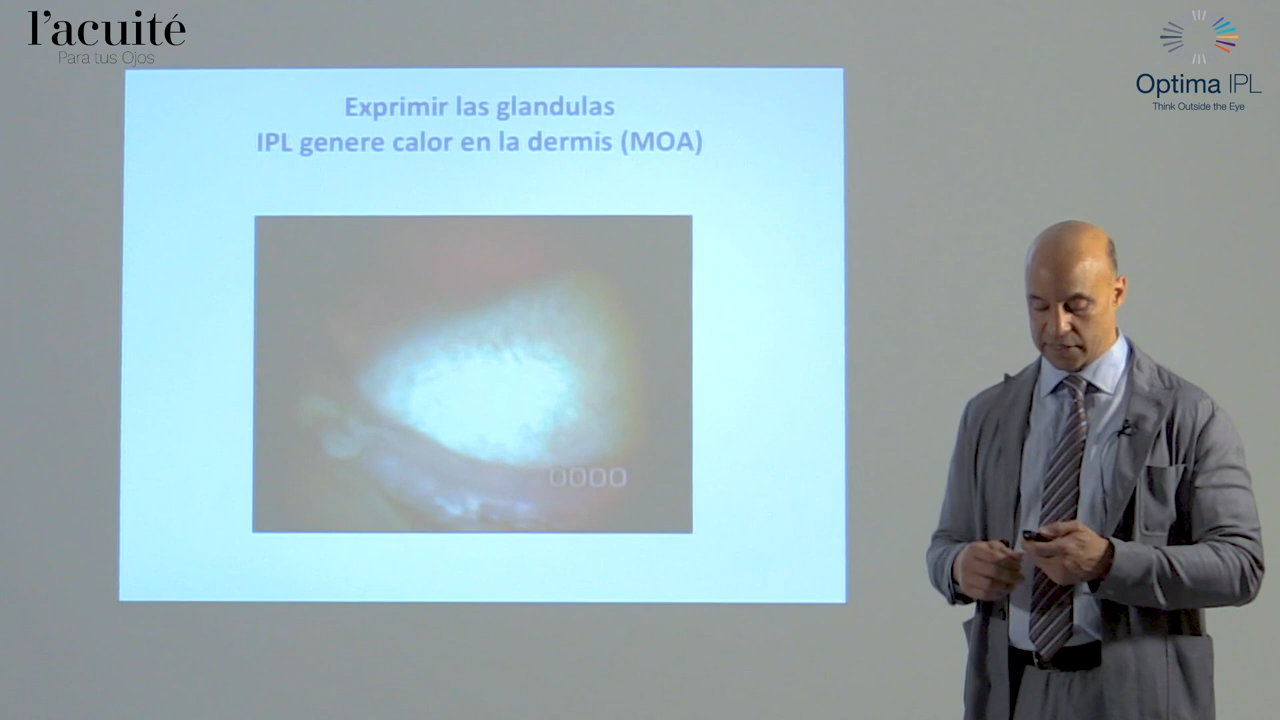 l'acuité
Para tus Ojos
Optima IPL
Think Outside the Eye
Exprimir las glandulas
IPL genere calor en la dermis (MOA)
0000